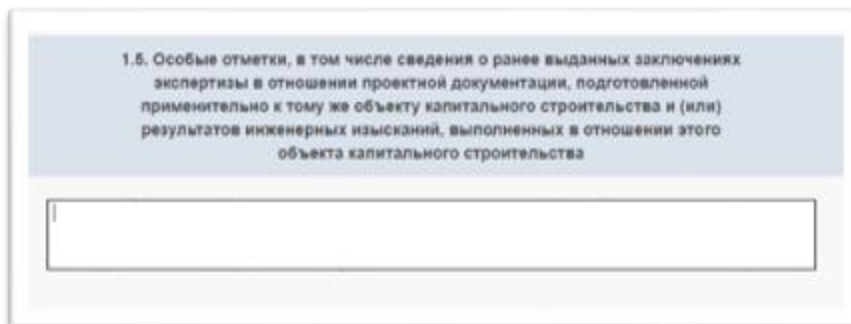 1.5. Особые отметки, в том числе сведения о ранее выданных заключениях
экспертизы в отношении проектной документации, подготовленной
применительно к тому же объекту капитального строительства и (или)
результатов инженерных изысканий, выполненных в отношении этого
объекта капитального строительства